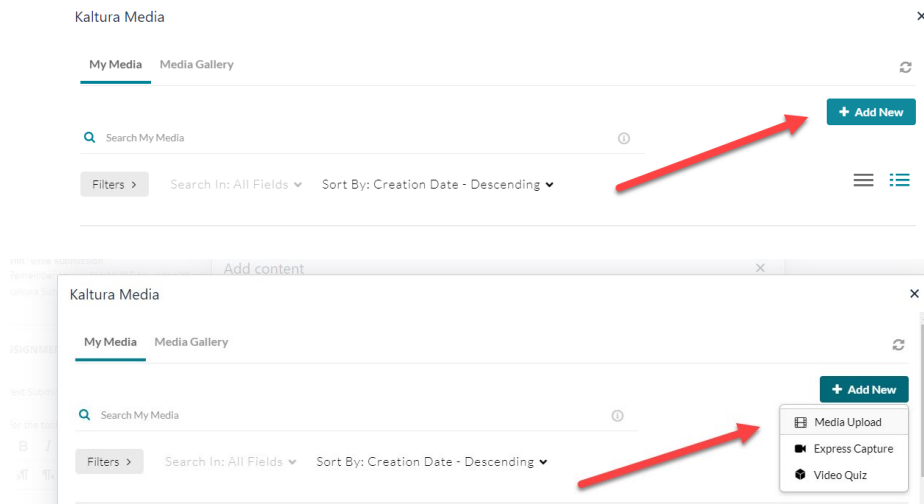 Kaltura Media
My Media Media Gallery
+ Add New
Search My Media
Filters > Search In: All Fields Sort By: Creation Date - Descending
Add content
Kaltura Media
My Media Media Gallery
+ Add New
Search My Media
Media Upload
Express Capture
Filters > Search In: All Fields Sort By: Creation Date - Descending
Video Quiz